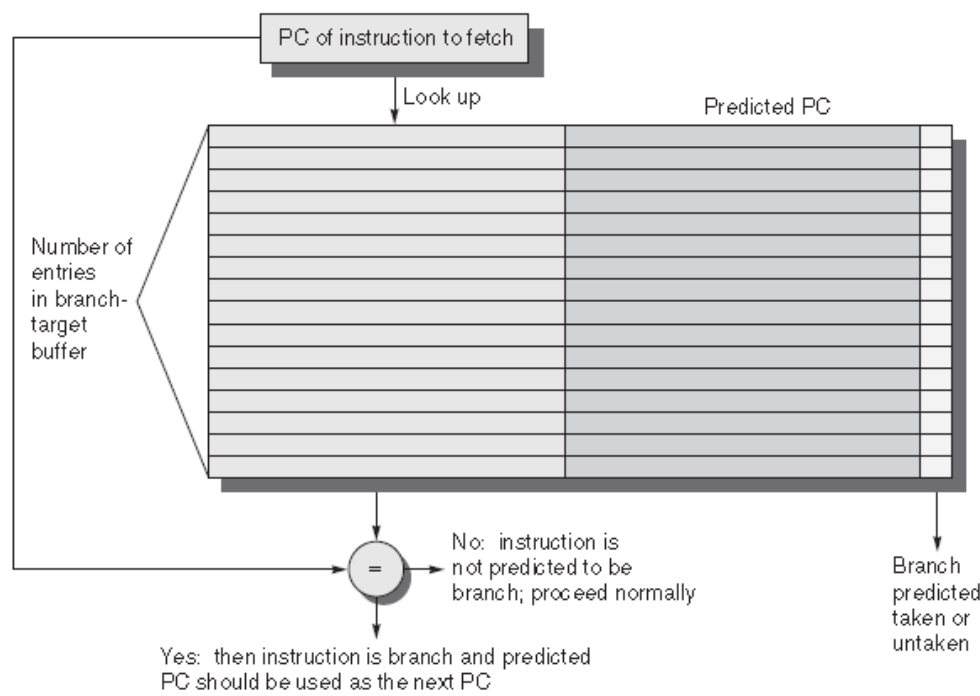 PC of instruction to fetch
Look up
Predicted PC
Number of
entries
in branch-
target
buffer
=
No: instruction is
not predicted to be
branch; proceed normally
Branch
predicted
taken or
untaken
Yes: then instruction is branch and predicted
PC should be used as the next PC